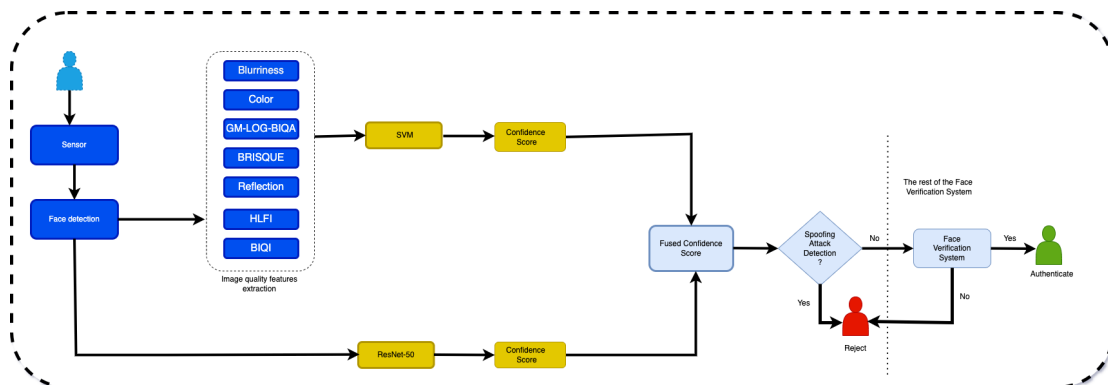 Blurriness
Color
GM-LOG-BIQA
BRISQUE
Reflection
HLFI
BIQI
Image quality features
extraction
Sensor
Face detection
SVM
Confidence
Score
ResNet-50
Confidence
Score
Fused Confidence
Score
Spoofing
Attack
Detection
?
No
Yes
Reject
The rest of the Face
Verification System
Face
Verification
System
Yes
No
Authenticate